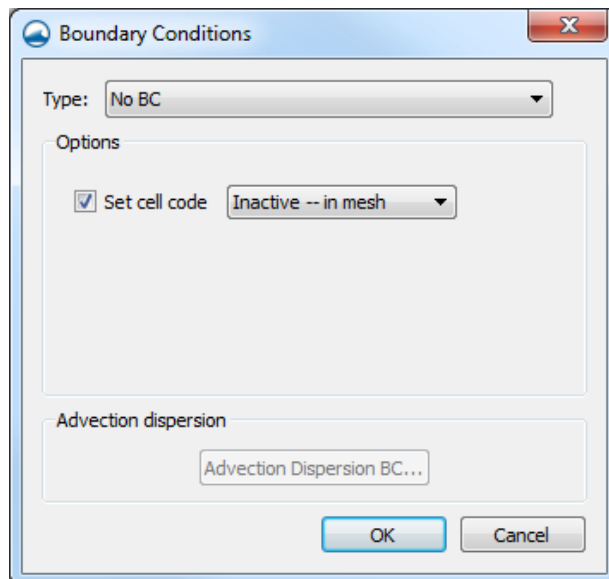 Boundary Conditions
Type: No BC
Options
Set cell code Inactive -- in mesh
Advection dispersion
Advection Dispersion BC...
OK Cancel